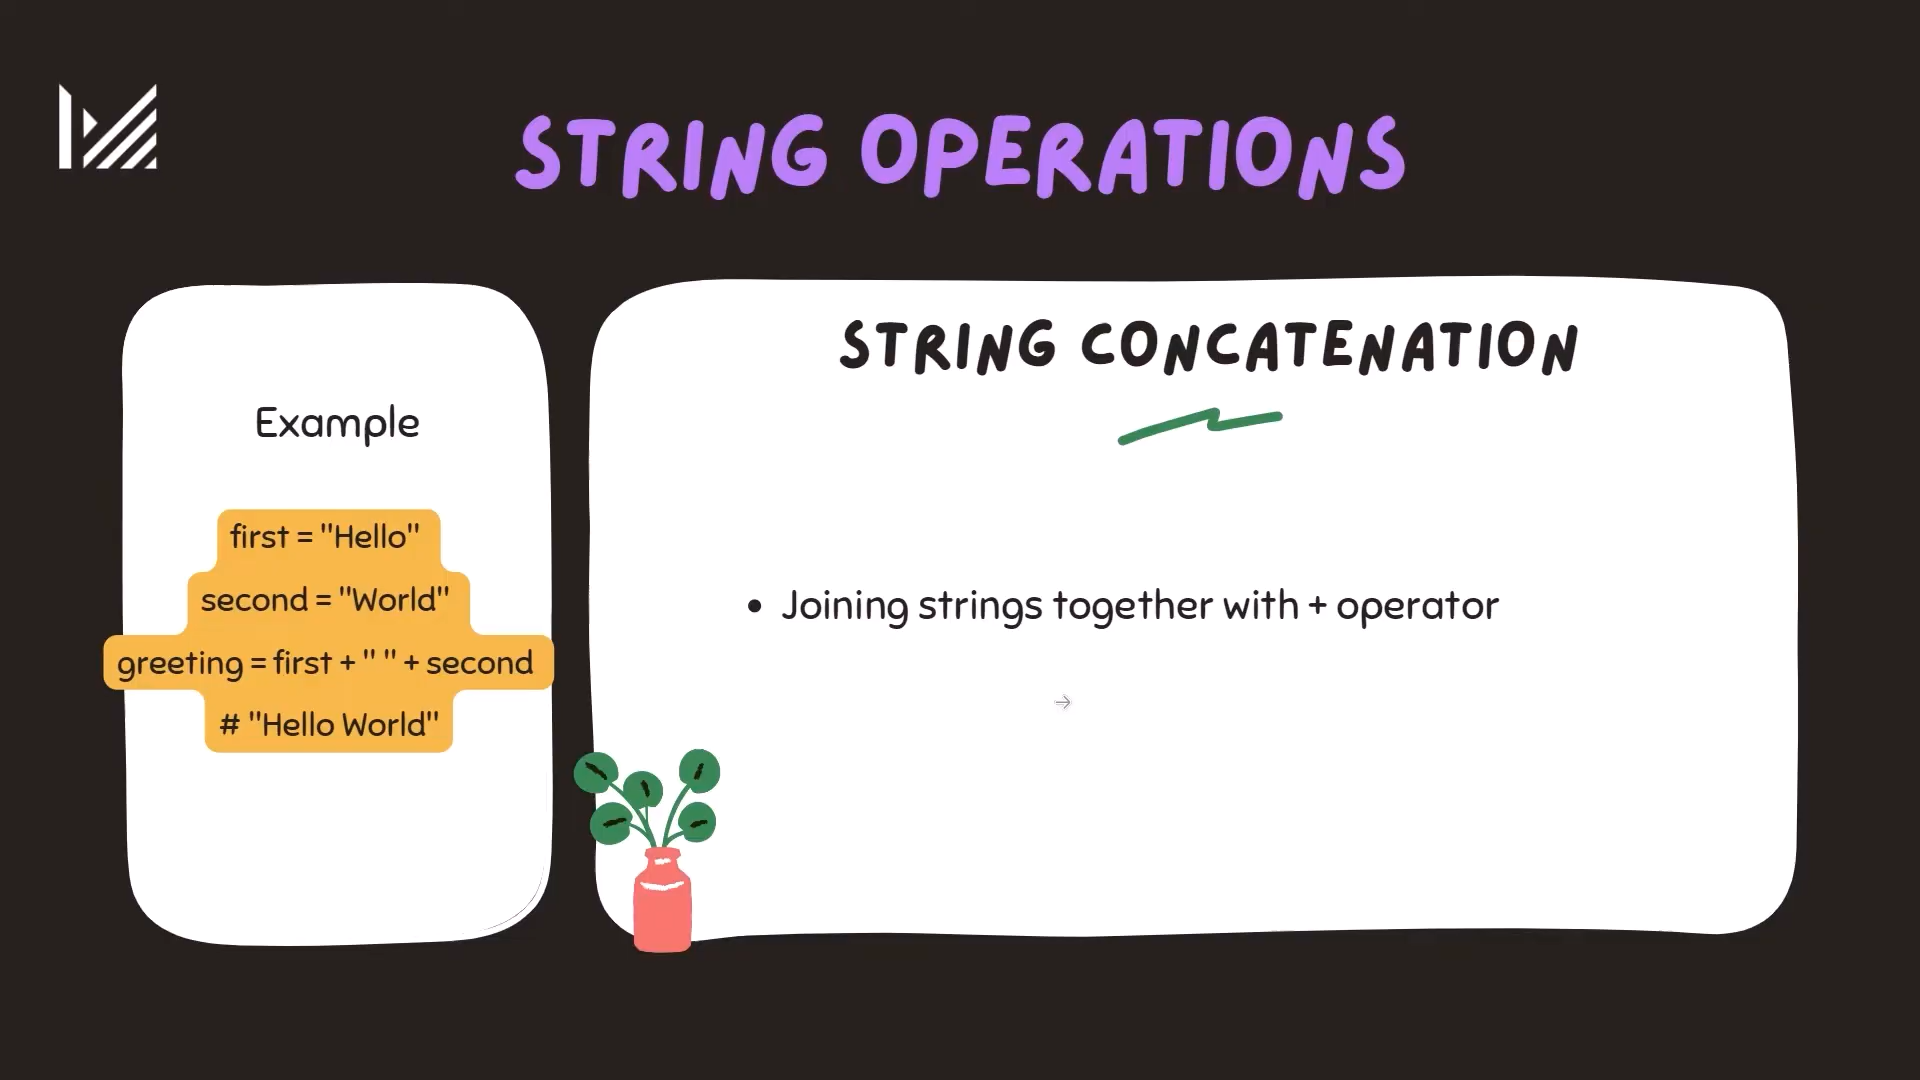 STRING OPERATIONS
Example
first = "Hello"
second = "World"
greeting = first + " " + second
# "Hello World"
STRING CONCATENATION
• Joining strings together with + operator